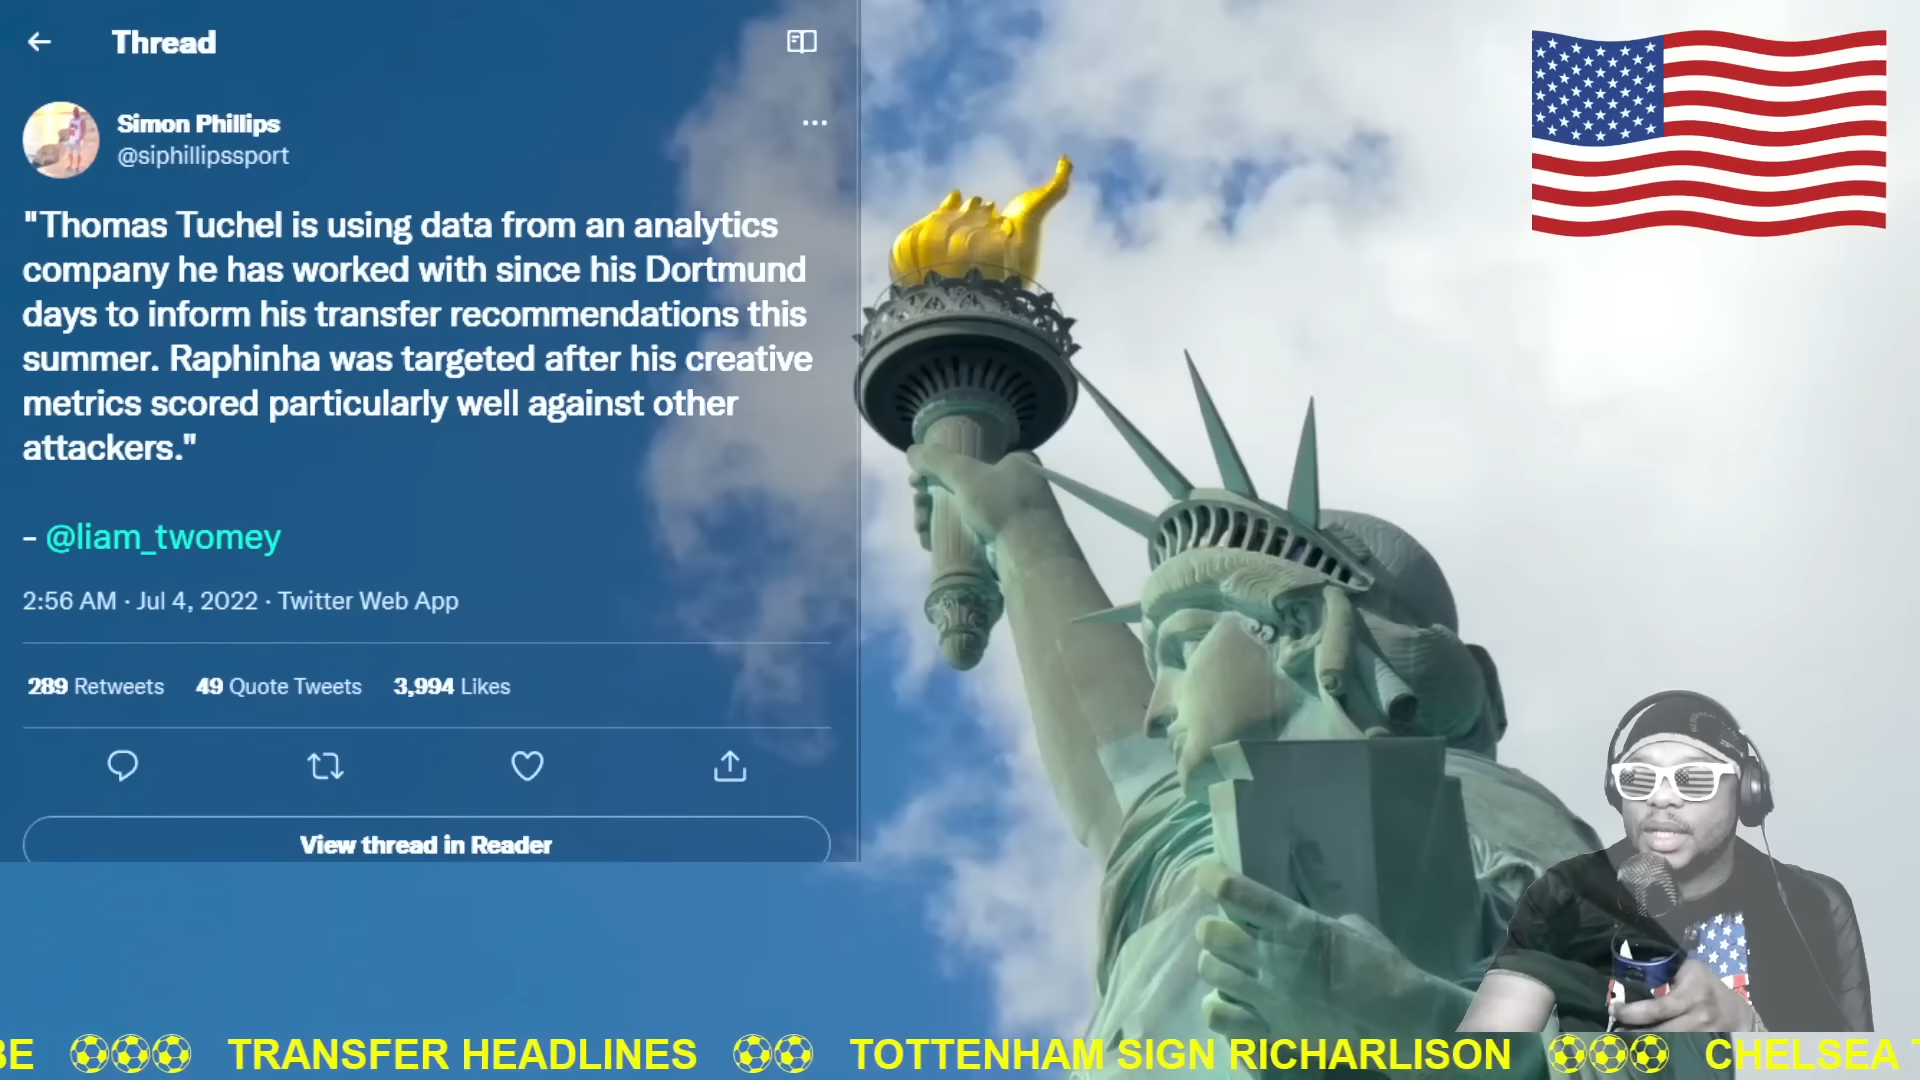 Thread
Simon Phillips
@siphillipssport
"Thomas Tuchel is using data from an analytics
company he has worked with since his Dortmund
days to inform his transfer recommendations this
summer. Raphinha was targeted after his creative
metrics scored particularly well against other
attackers."
– @liam_twomey
2:56 AM · Jul 4, 2022 · Twitter Web App
289 Retweets 49 Quote Tweets 3,994 Likes
View thread in Reader
BE TRANSFER HEADLINES TOTTENHAM SIGN RICHARLISON CHELSEA T